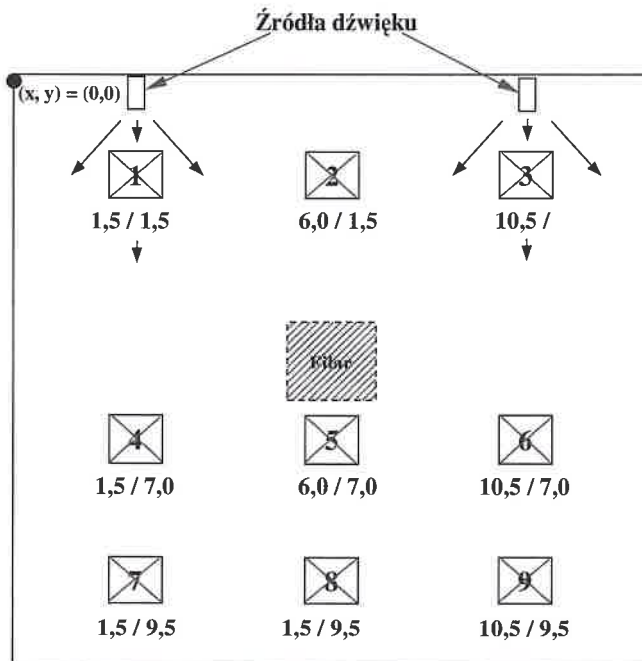 Źródła dźwięku
(x, y) = (0,0)
1 2 3
1,5 / 1,5 6,0 / 1,5 10,5 /
Filar
4 5 6
1,5 / 7,0 6,0 / 7,0 10,5 / 7,0
7 8 9
1,5 / 9,5 1,5 / 9,5 10,5 / 9,5